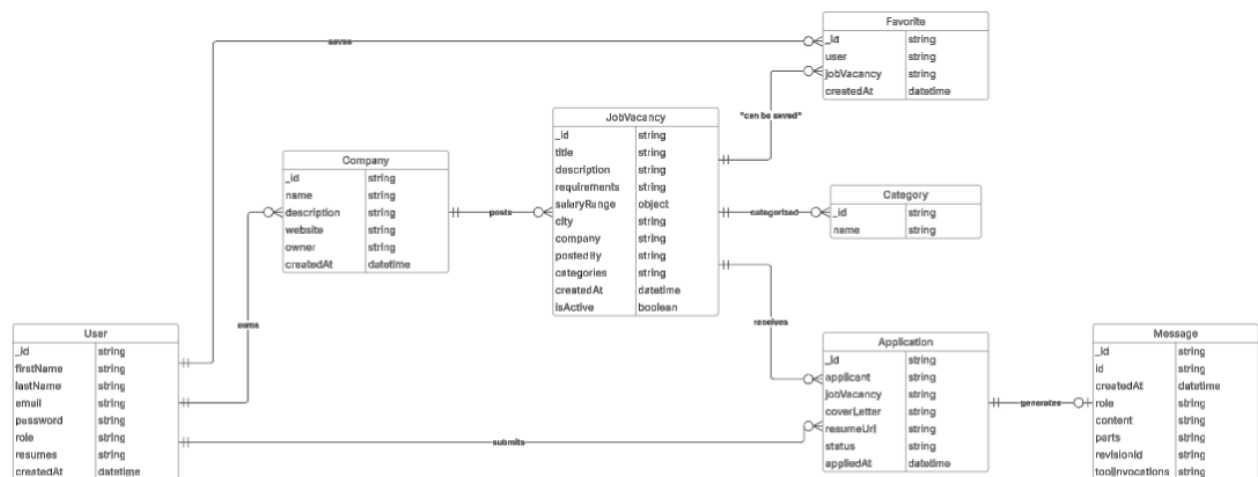 Favorite
_id string
user string
jobVacancy string
createdAt datetime
saves
"can be saved"
JobVacancy
_id string
title string
description string
requirements string
salaryRange object
city string
company string
postedBy string
categories string
createdAt datetime
isActive boolean
Company
_id string
name string
description string
website string
owner string
createdAt datetime
posts
categorized
Category
_id string
name string
owns
receives
User
_id string
firstName string
lastName string
email string
password string
role string
resumes string
createdAt datetime
submits
Application
_id string
applicant string
jobVacancy string
coverLetter string
resumeUrl string
status string
appliedAt datetime
generates
Message
_id string
id string
createdAt datetime
role string
content string
parts string
revisionId string
toolInvocations string